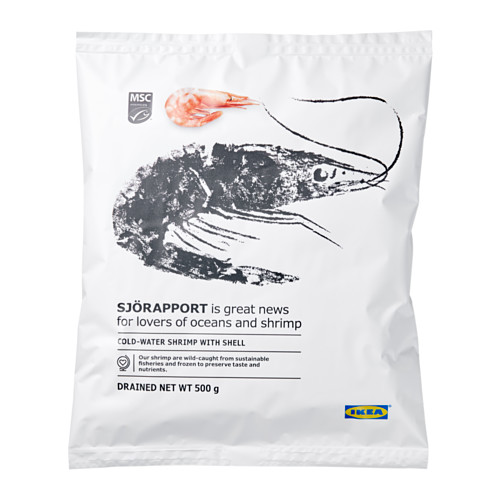 MSC
SJÖRAPPORT is great news
for lovers of oceans and shrimp
COLD-WATER SHRIMP WITH SHELL
Our shrimp are wild-caught from sustainable
fisheries and frozen to preserve taste and
nutrients.
DRAINED NET WT 500 g
IKEA